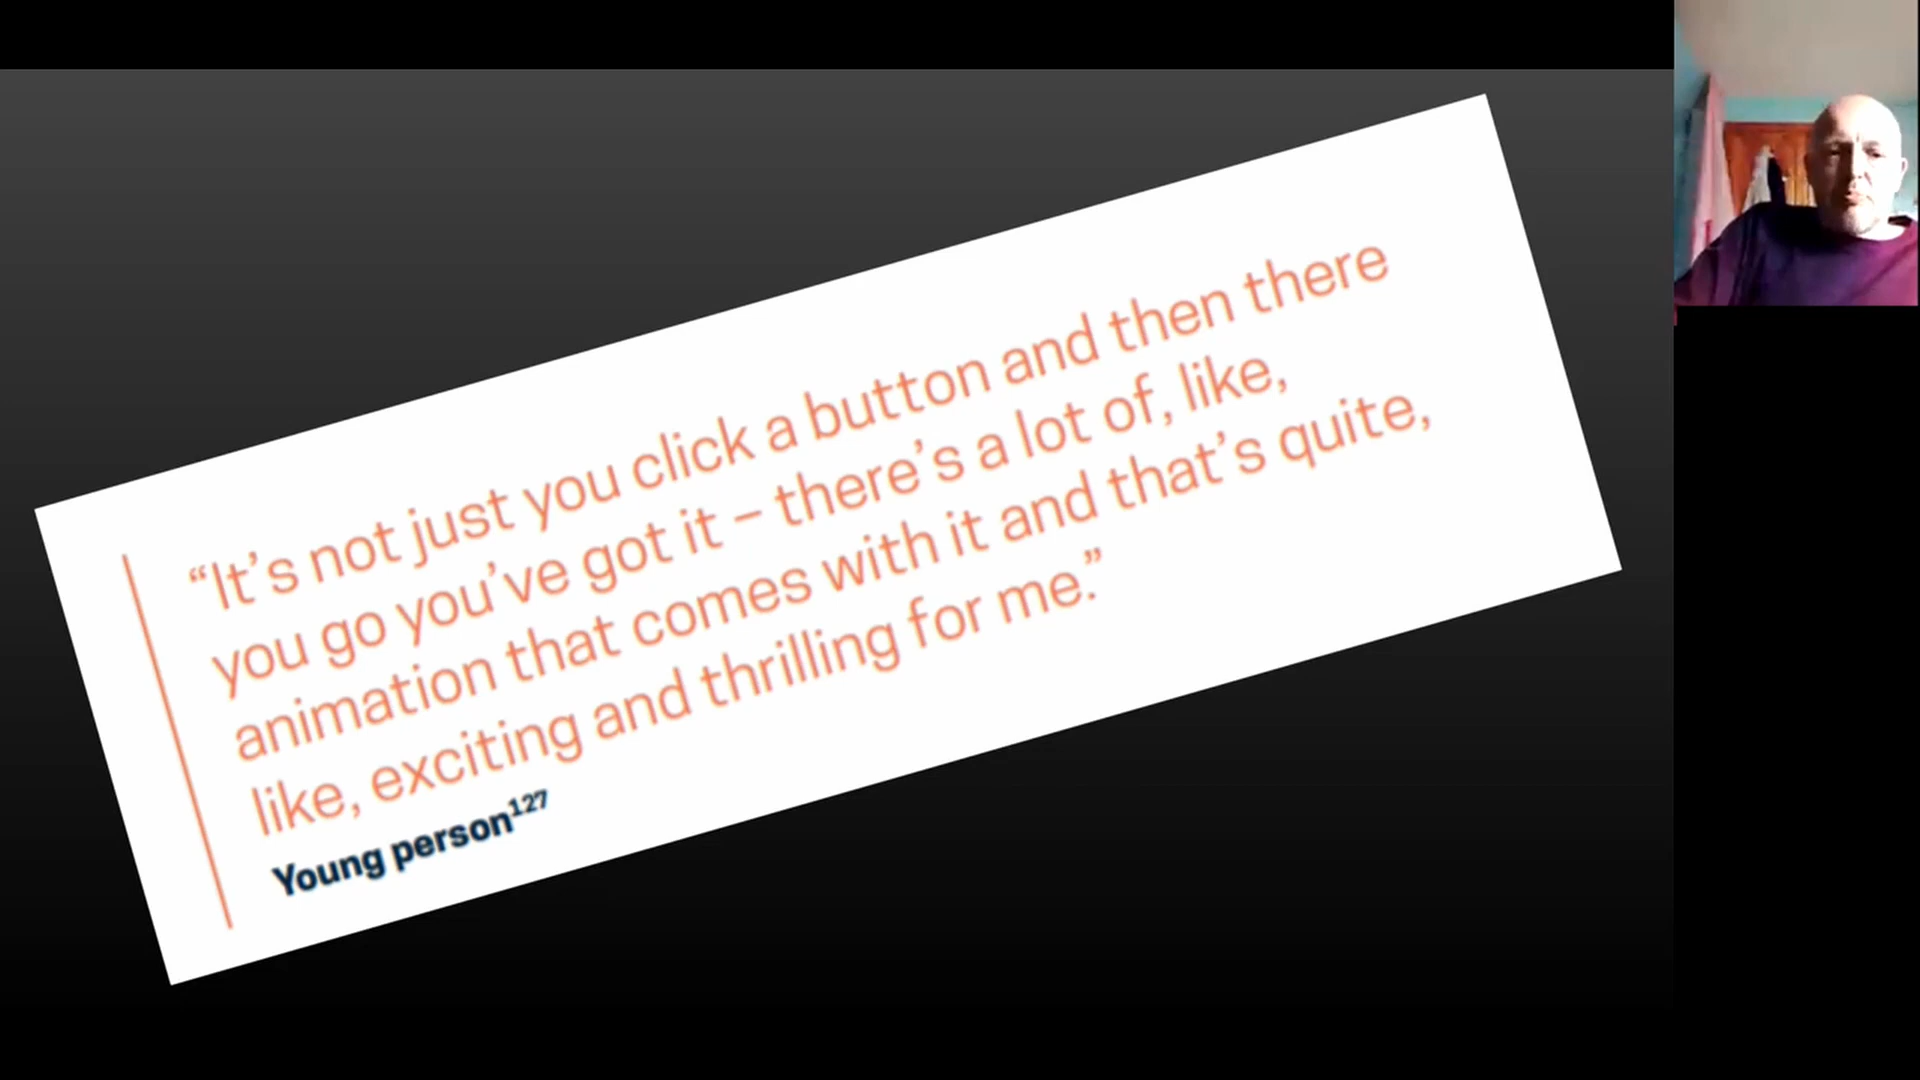 “It’s not just you click a button and then there
you go you’ve got it – there’s a lot of, like,
animation that comes with it and that’s quite,
like, exciting and thrilling for me.”
Young person¹²⁷